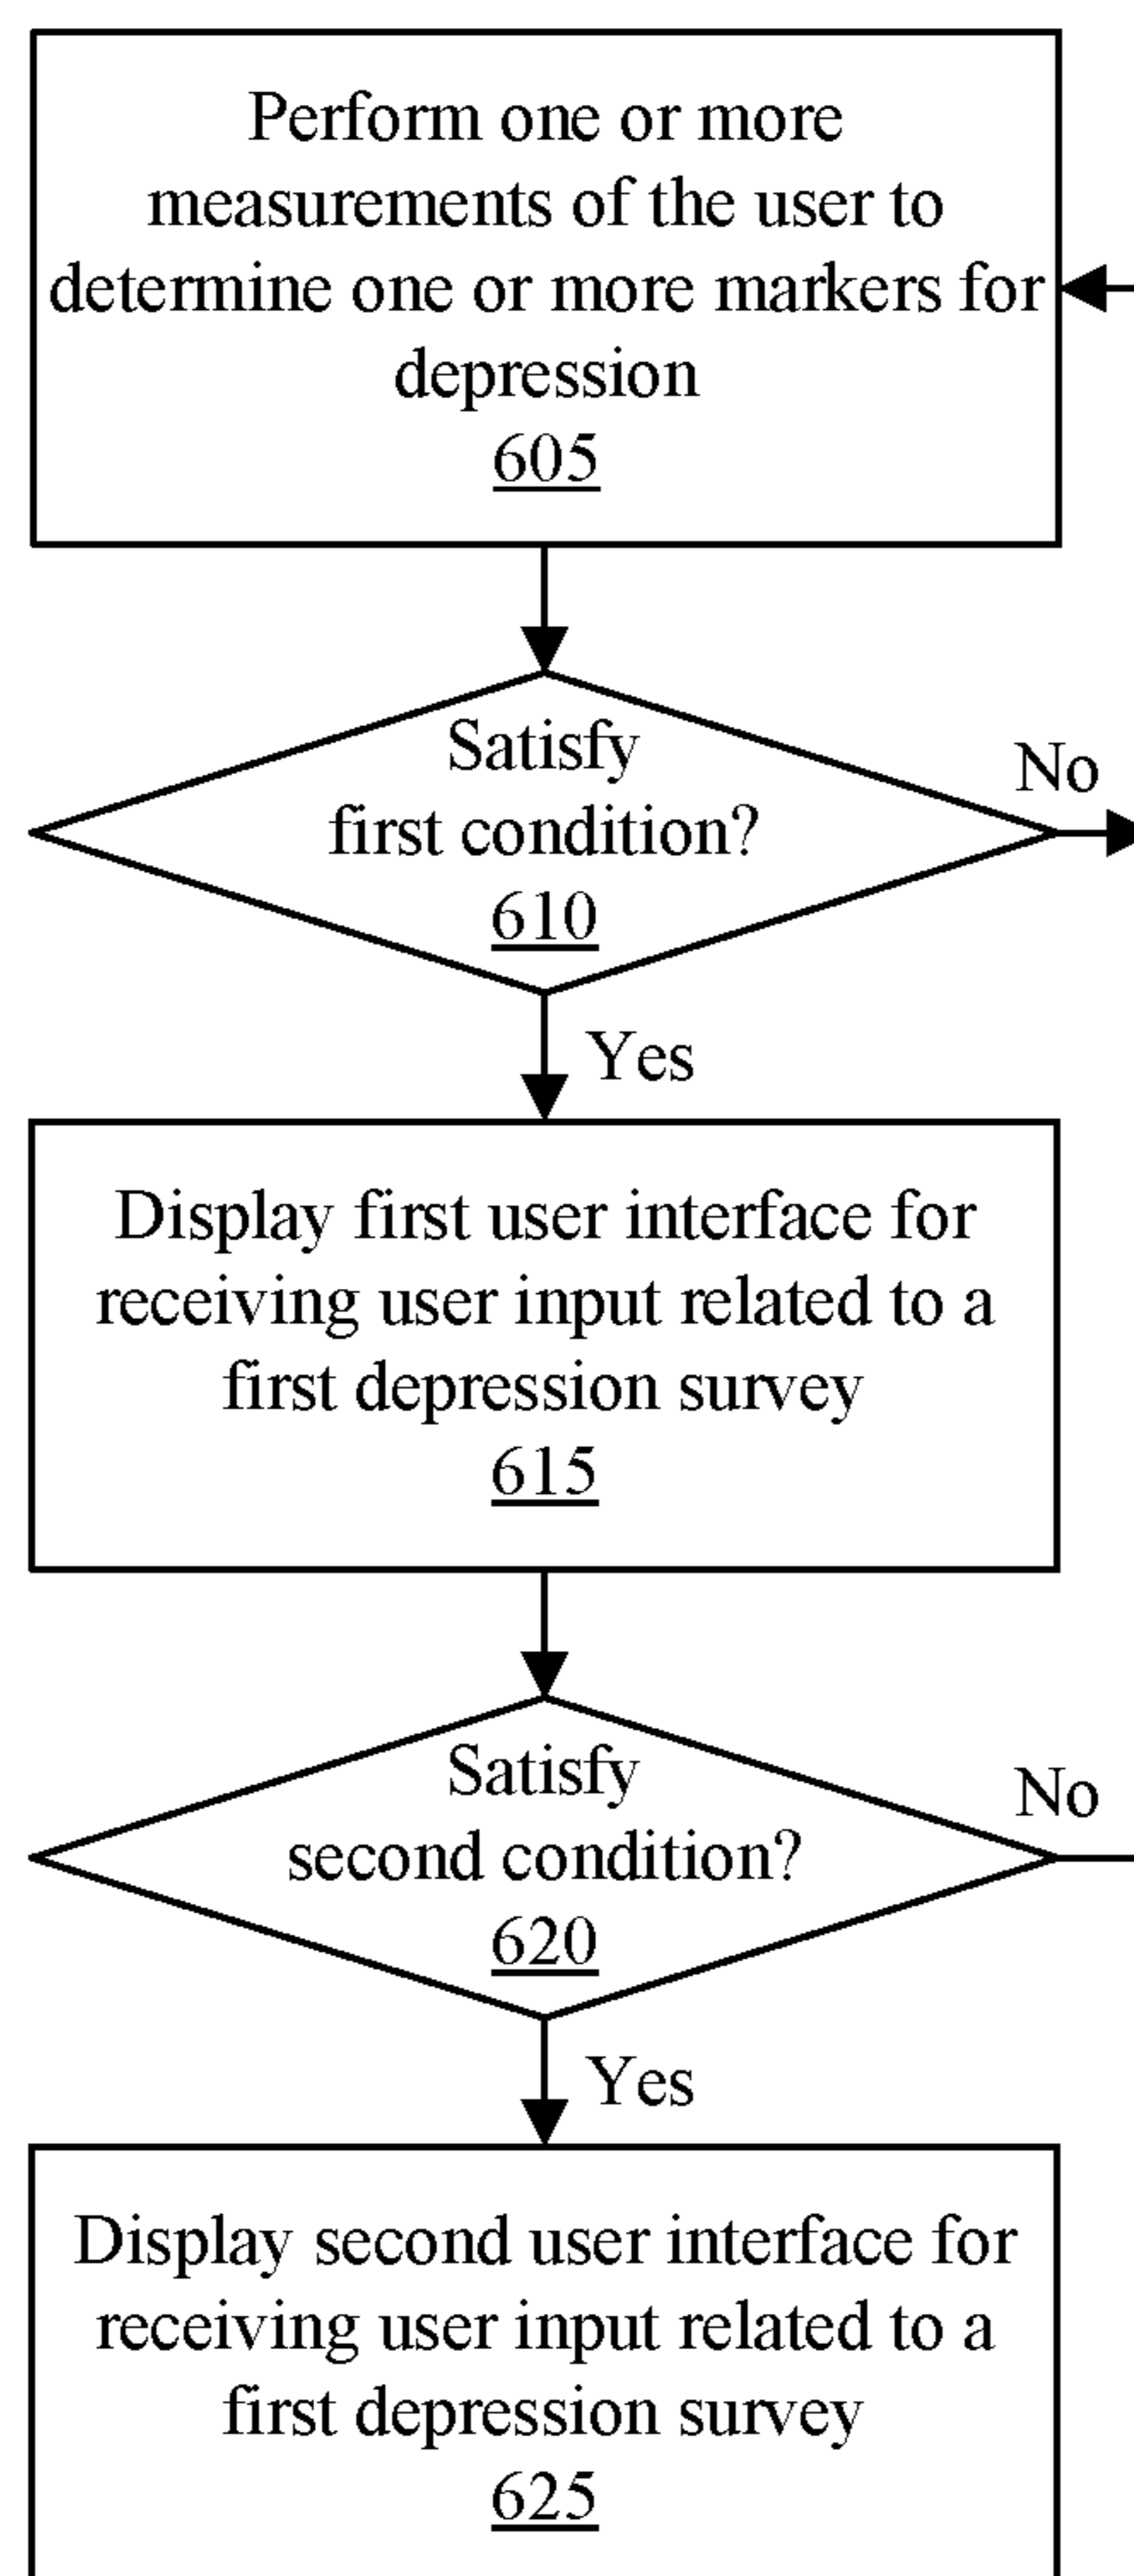 Perform one or more
measurements of the user to
determine one or more markers for
depression
605
Satisfy
first condition?
610
No
Yes
Display first user interface for
receiving user input related to a
first depression survey
615
Satisfy
second condition?
620
No
Yes
Display second user interface for
receiving user input related to a
first depression survey
625